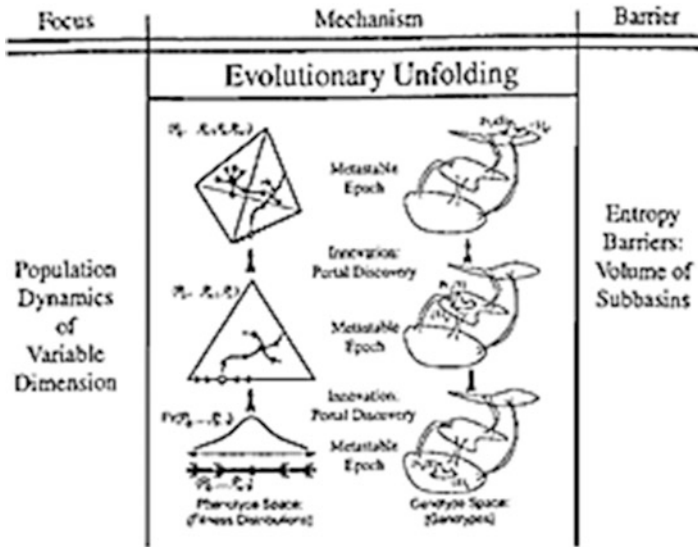 Focus
Mechanism
Barrier
Evolutionary Unfolding
Metastable
Epoch
Innovation:
Portal Discovery
Metastable
Epoch
Innovation:
Portal Discovery
Metastable
Epoch
Population
Dynamics
of
Variable
Dimension
Entropy
Barriers:
Volume of
Subbasins
Phenotype Space:
(Fitness Distributions)
Genotype Space:
(Genotypes)